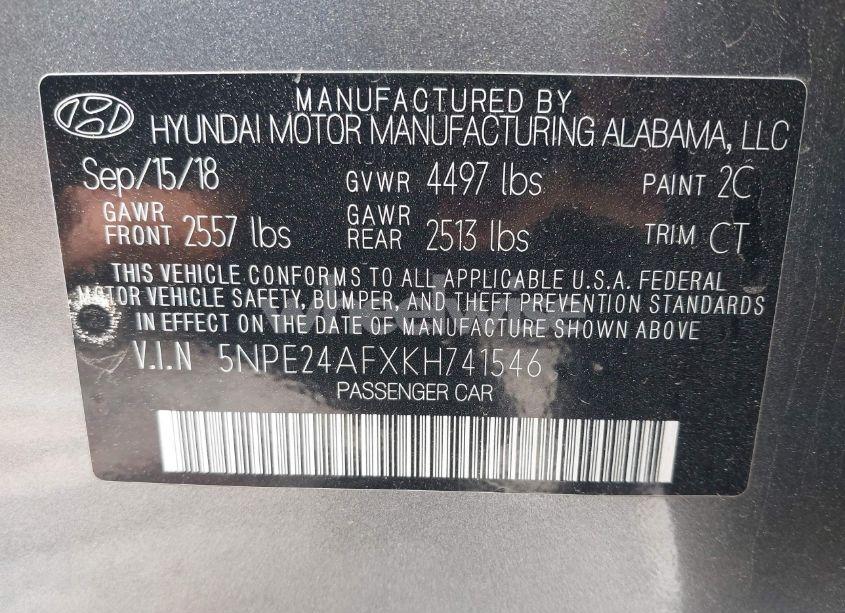 MANUFACTURED BY
HYUNDAI MOTOR MANUFACTURING ALABAMA, LLC
Sep/15/18 GVWR 4497 lbs PAINT 2C
GAWR FRONT 2557 lbs GAWR REAR 2513 lbs TRIM CT
THIS VEHICLE CONFORMS TO ALL APPLICABLE U.S.A. FEDERAL
MOTOR VEHICLE SAFETY, BUMPER, AND THEFT PREVENTION STANDARDS
IN EFFECT ON THE DATE OF MANUFACTURE SHOWN ABOVE
V.I.N 5NPE24AFXKH741546
PASSENGER CAR